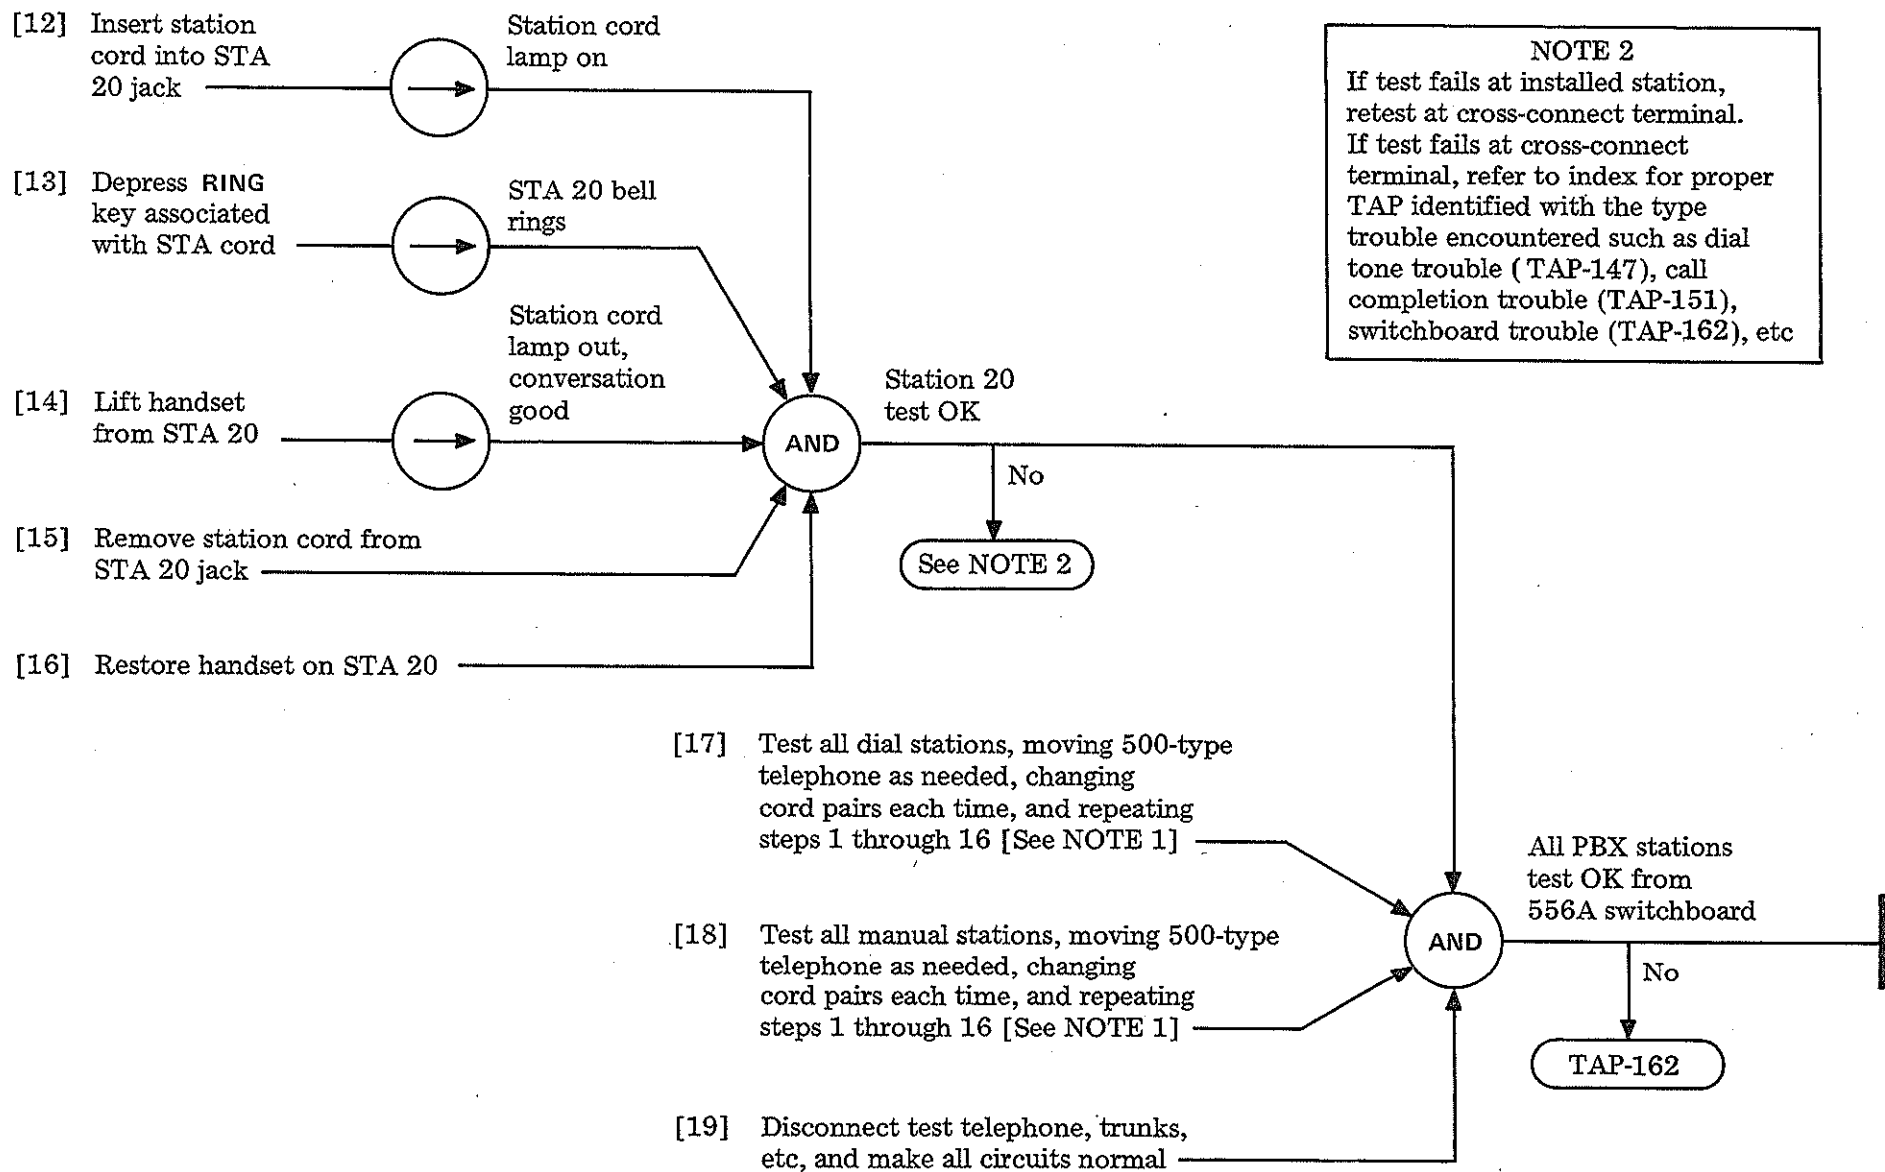 [12] Insert station
cord into STA
20 jack
Station cord
lamp on
[13] Depress RING
key associated
with STA cord
STA 20 bell
rings
[14] Lift handset
from STA 20
Station cord
lamp out,
conversation
good
[15] Remove station cord from
STA 20 jack
[16] Restore handset on STA 20
AND
Station 20
test OK
No
See NOTE 2
NOTE 2
If test fails at installed station,
retest at cross-connect terminal.
If test fails at cross-connect
terminal, refer to index for proper
TAP identified with the type
trouble encountered such as dial
tone trouble (TAP-147), call
completion trouble (TAP-151),
switchboard trouble (TAP-162), etc
[17] Test all dial stations, moving 500-type
telephone as needed, changing
cord pairs each time, and repeating
steps 1 through 16 [See NOTE 1]
[18] Test all manual stations, moving 500-type
telephone as needed, changing
cord pairs each time, and repeating
steps 1 through 16 [See NOTE 1]
[19] Disconnect test telephone, trunks,
etc, and make all circuits normal
AND
All PBX stations
test OK from
556A switchboard
No
TAP-162